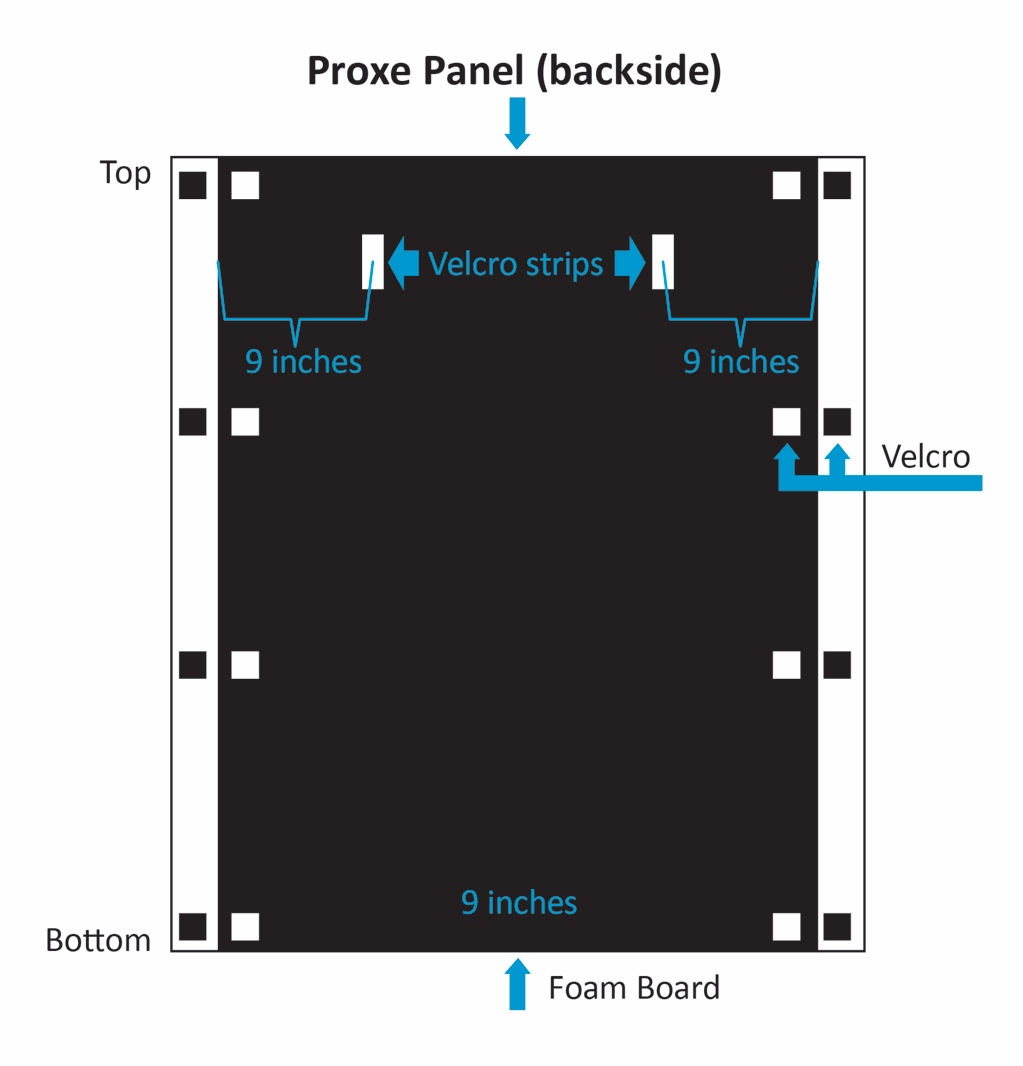 Proxe Panel (backside)
Top
Velcro strips
9 inches
9 inches
Velcro
9 inches
Bottom
Foam Board